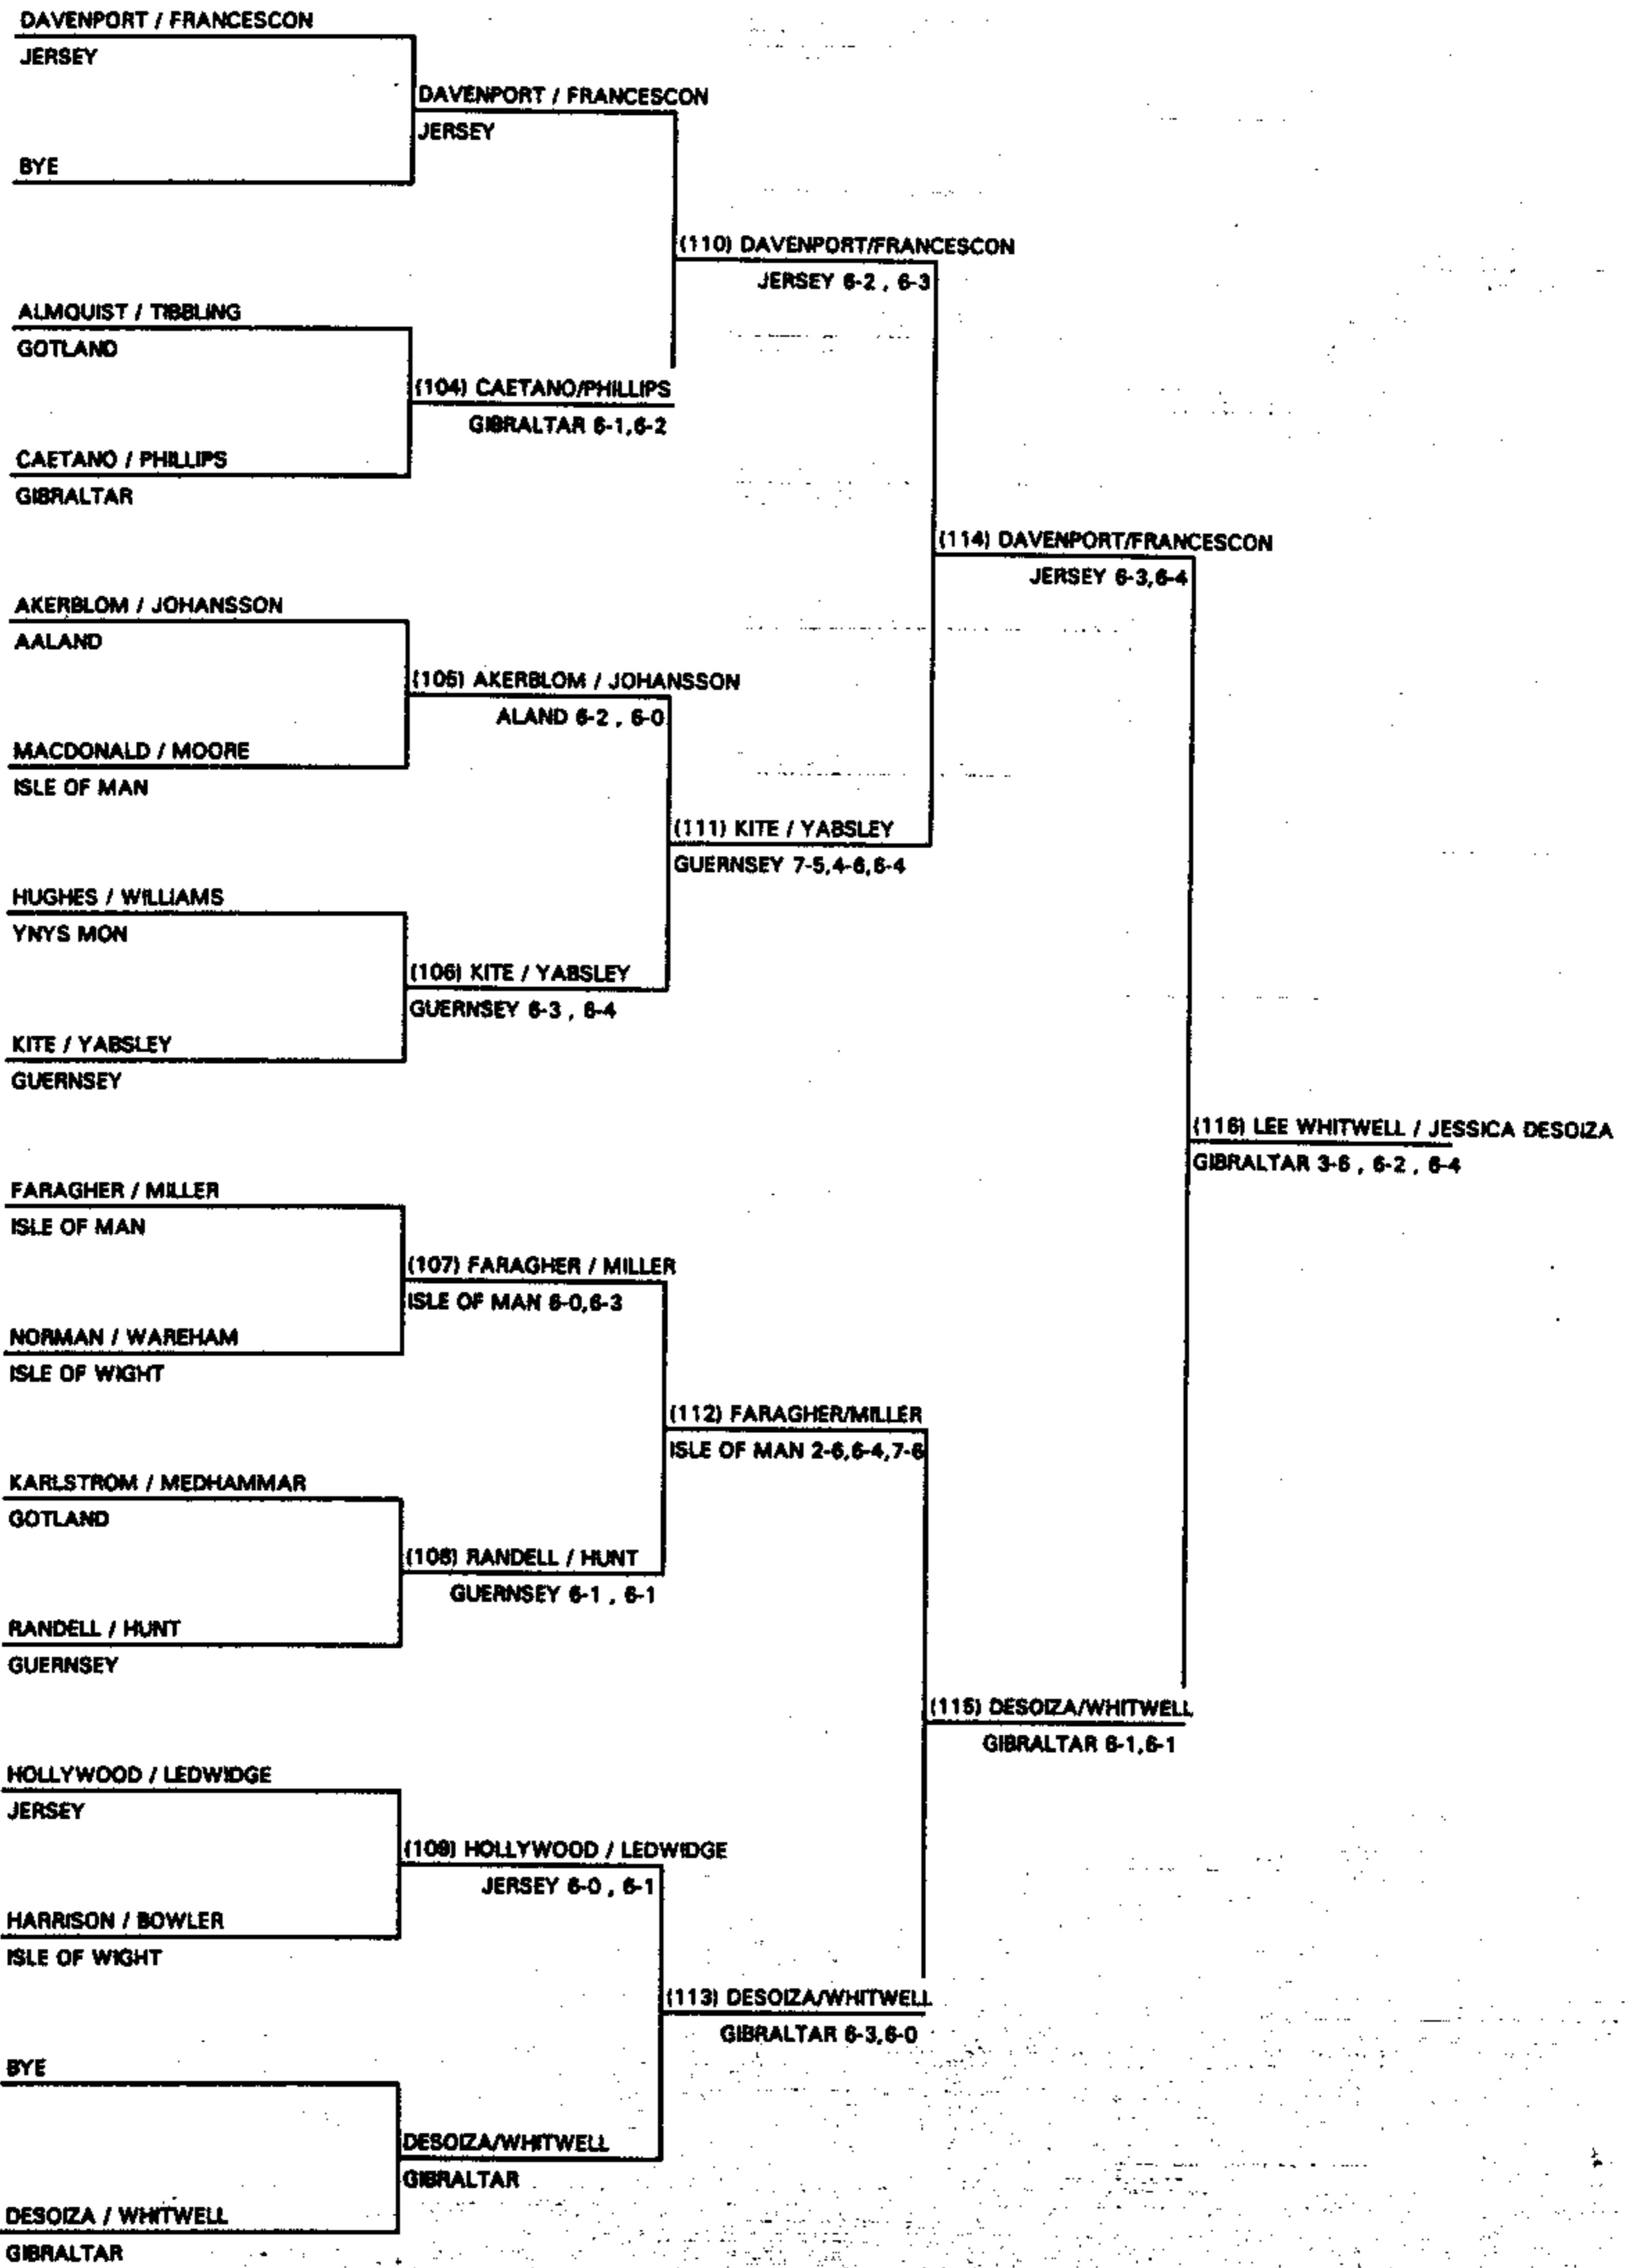 DAVENPORT / FRANCESCON
JERSEY
DAVENPORT / FRANCESCON
JERSEY
BYE
(110) DAVENPORT/FRANCESCON
JERSEY 6-2 , 6-3
ALMQUIST / TIBBLING
GOTLAND
(104) CAETANO/PHILLIPS
GIBRALTAR 6-1,6-2
CAETANO / PHILLIPS
GIBRALTAR
(114) DAVENPORT/FRANCESCON
JERSEY 6-3,6-4
AKERBLOM / JOHANSSON
AALAND
(105) AKERBLOM / JOHANSSON
ALAND 6-2 , 6-0
MACDONALD / MOORE
ISLE OF MAN
(111) KITE / YABSLEY
GUERNSEY 7-5,4-6,6-4
HUGHES / WILLIAMS
YNYS MON
(106) KITE / YABSLEY
GUERNSEY 6-3 , 6-4
KITE / YABSLEY
GUERNSEY
(116) LEE WHITWELL / JESSICA DESOIZA
GIBRALTAR 3-6 , 6-2 , 6-4
FARAGHER / MILLER
ISLE OF MAN
(107) FARAGHER / MILLER
ISLE OF MAN 6-0,6-3
NORMAN / WAREHAM
ISLE OF WIGHT
(112) FARAGHER/MILLER
ISLE OF MAN 2-6,6-4,7-6
KARLSTROM / MEDHAMMAR
GOTLAND
(108) RANDELL / HUNT
GUERNSEY 6-1 , 6-1
RANDELL / HUNT
GUERNSEY
(115) DESOIZA/WHITWELL
GIBRALTAR 6-1,6-1
HOLLYWOOD / LEDWIDGE
JERSEY
(109) HOLLYWOOD / LEDWIDGE
JERSEY 6-0 , 6-1
HARRISON / BOWLER
ISLE OF WIGHT
(113) DESOIZA/WHITWELL
GIBRALTAR 6-3,6-0
BYE
DESOIZA/WHITWELL
GIBRALTAR
DESOIZA / WHITWELL
GIBRALTAR